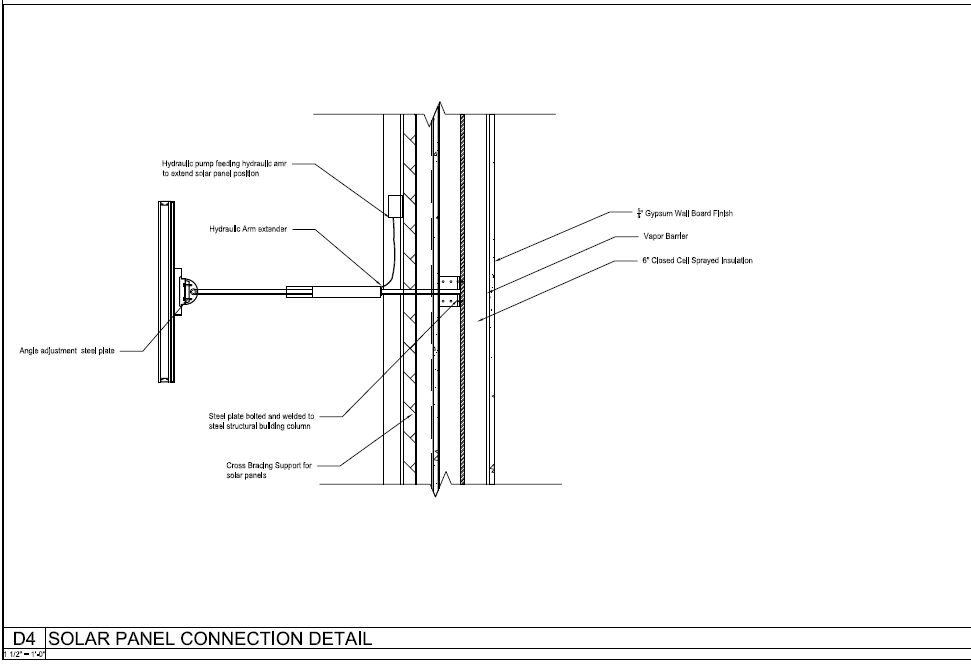 Hydraulic pump feeding hydraulic amr
to extend solar panel position
Hydraulic Arm extender
5/8" Gypsum Wall Board Finish
Vapor Barrier
6" Closed Cell Sprayed Insulation
Angle adjustment steel plate
Steel plate bolted and welded to
steel structural building column
Cross Bracing Support for
solar panels
D4 SOLAR PANEL CONNECTION DETAIL
1 1/2" = 1'-0"